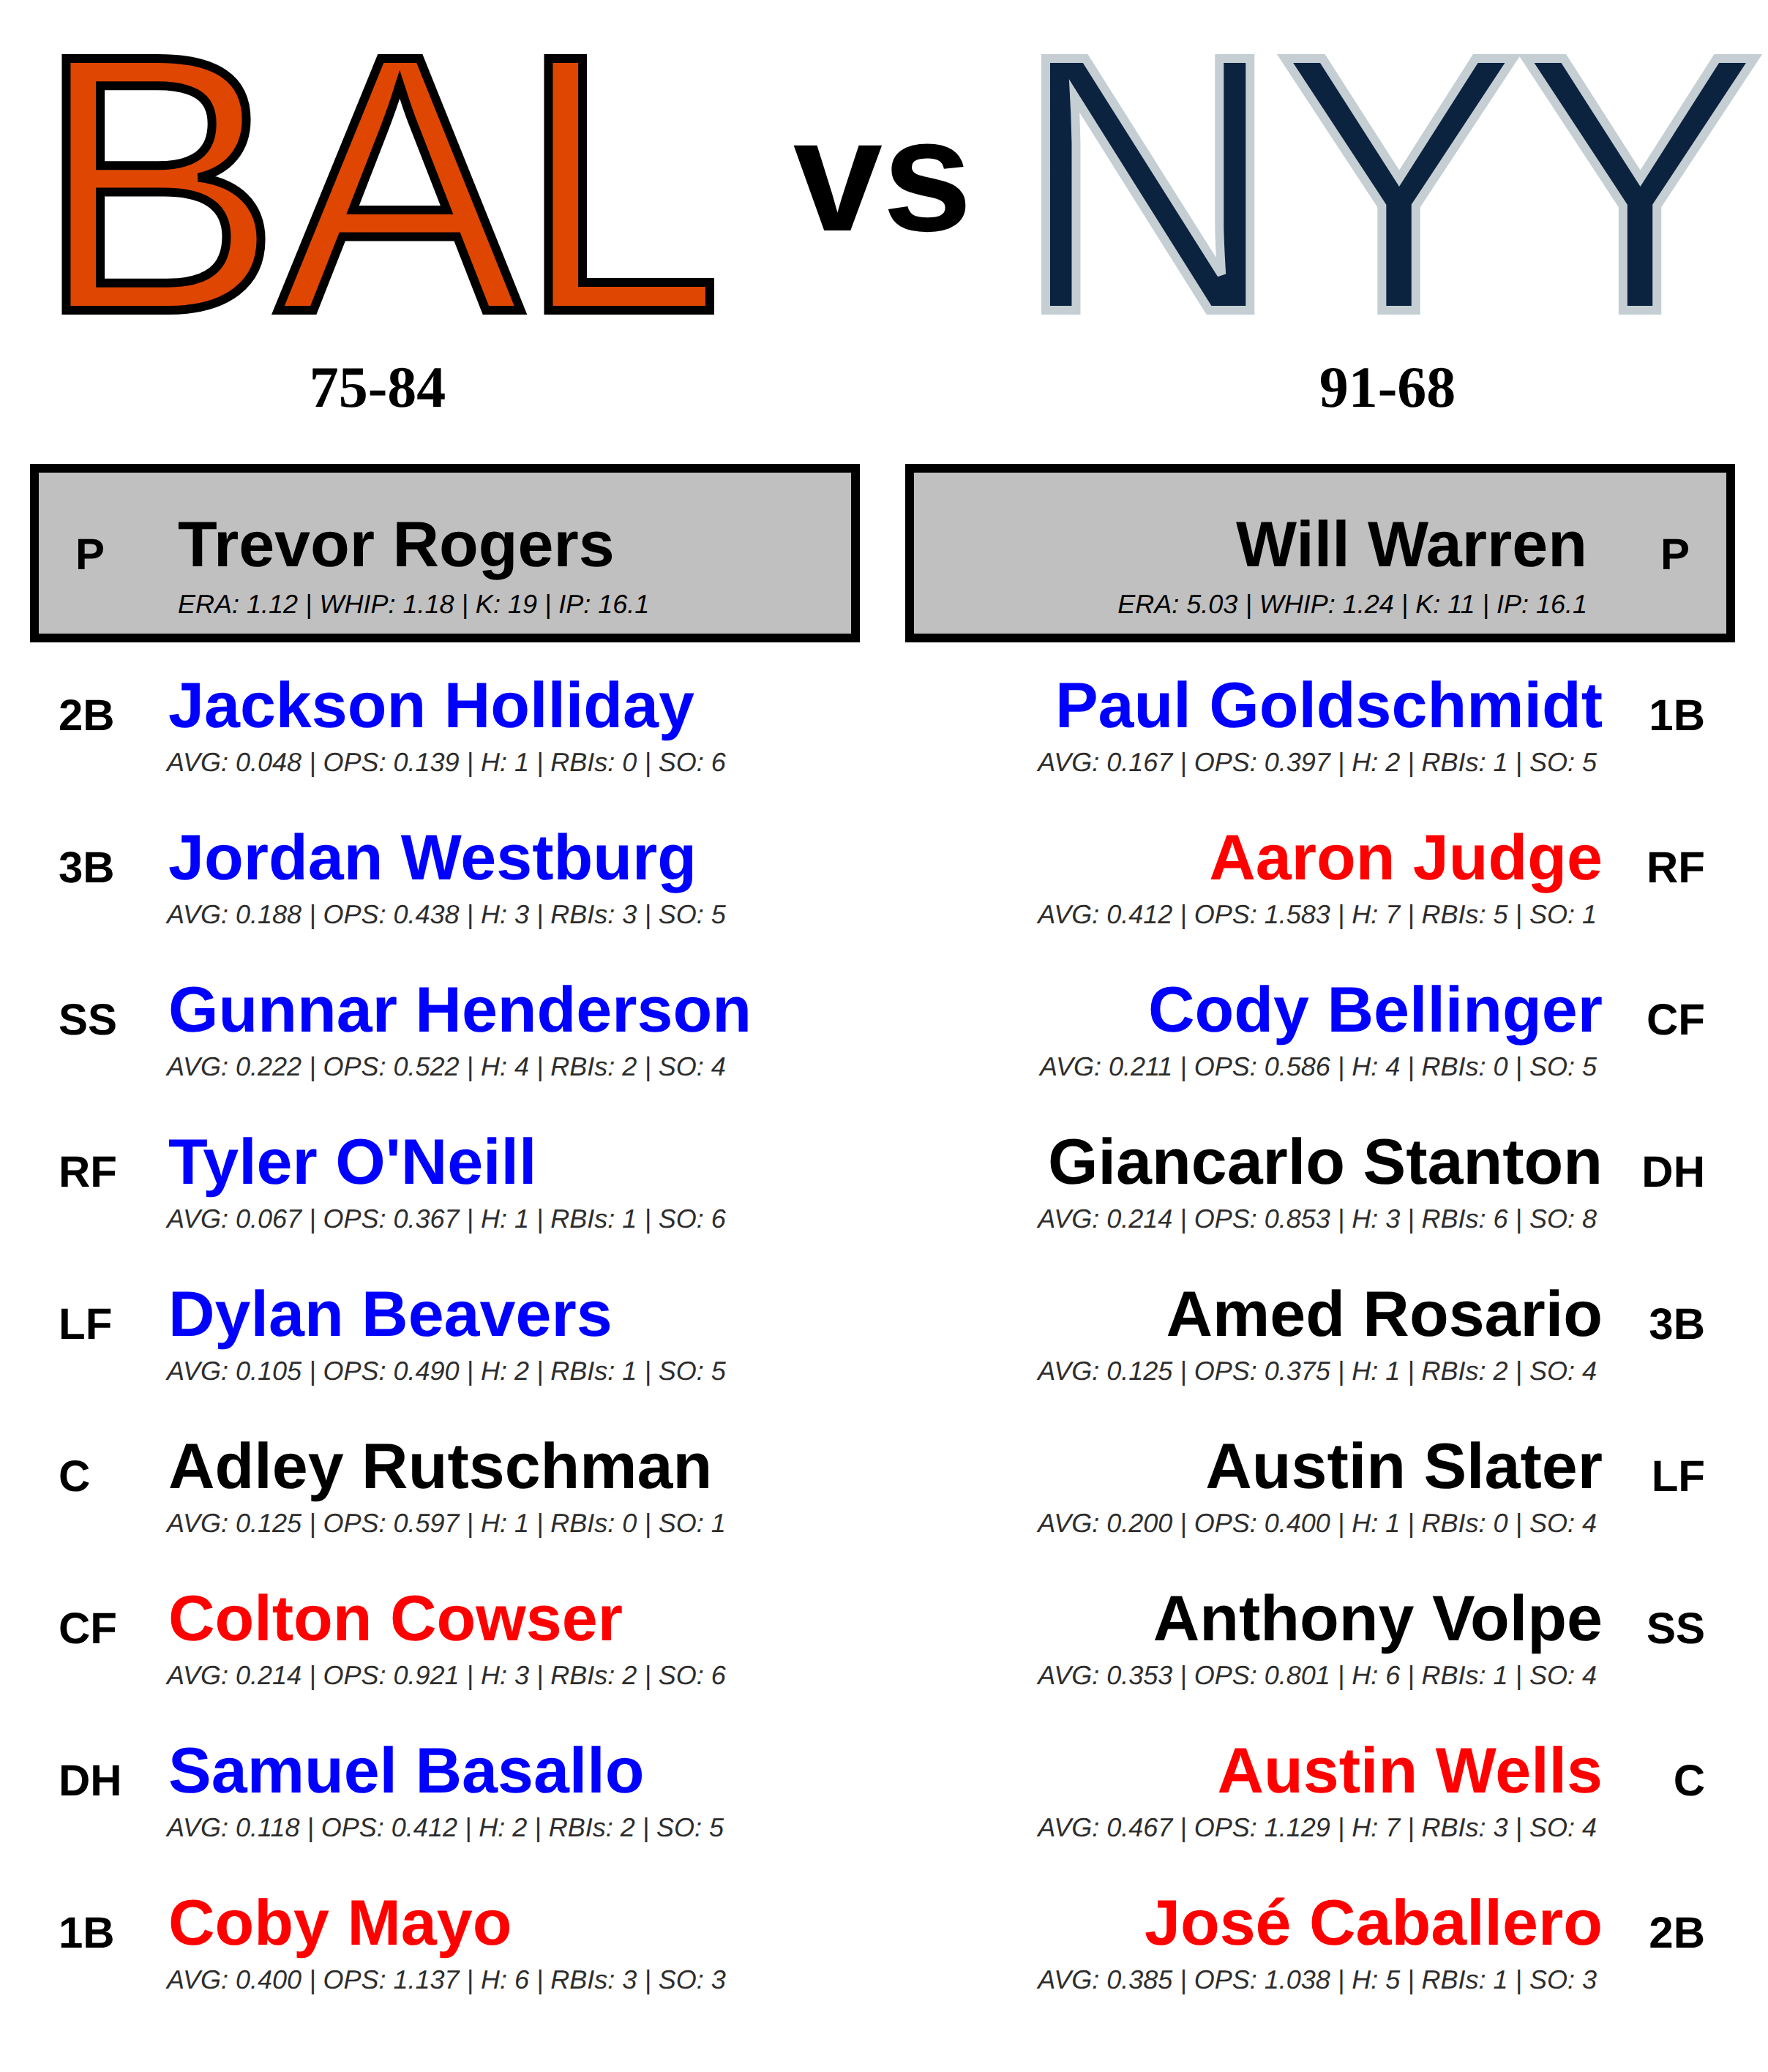 BAL vs NYY
75-84
91-68
P Trevor Rogers
ERA: 1.12 | WHIP: 1.18 | K: 19 | IP: 16.1
Will Warren P
ERA: 5.03 | WHIP: 1.24 | K: 11 | IP: 16.1
2B Jackson Holliday
AVG: 0.048 | OPS: 0.139 | H: 1 | RBIs: 0 | SO: 6
3B Jordan Westburg
AVG: 0.188 | OPS: 0.438 | H: 3 | RBIs: 3 | SO: 5
SS Gunnar Henderson
AVG: 0.222 | OPS: 0.522 | H: 4 | RBIs: 2 | SO: 4
RF Tyler O'Neill
AVG: 0.067 | OPS: 0.367 | H: 1 | RBIs: 1 | SO: 6
LF Dylan Beavers
AVG: 0.105 | OPS: 0.490 | H: 2 | RBIs: 1 | SO: 5
C Adley Rutschman
AVG: 0.125 | OPS: 0.597 | H: 1 | RBIs: 0 | SO: 1
CF Colton Cowser
AVG: 0.214 | OPS: 0.921 | H: 3 | RBIs: 2 | SO: 6
DH Samuel Basallo
AVG: 0.118 | OPS: 0.412 | H: 2 | RBIs: 2 | SO: 5
1B Coby Mayo
AVG: 0.400 | OPS: 1.137 | H: 6 | RBIs: 3 | SO: 3
Paul Goldschmidt 1B
AVG: 0.167 | OPS: 0.397 | H: 2 | RBIs: 1 | SO: 5
Aaron Judge RF
AVG: 0.412 | OPS: 1.583 | H: 7 | RBIs: 5 | SO: 1
Cody Bellinger CF
AVG: 0.211 | OPS: 0.586 | H: 4 | RBIs: 0 | SO: 5
Giancarlo Stanton DH
AVG: 0.214 | OPS: 0.853 | H: 3 | RBIs: 6 | SO: 8
Amed Rosario 3B
AVG: 0.125 | OPS: 0.375 | H: 1 | RBIs: 2 | SO: 4
Austin Slater LF
AVG: 0.200 | OPS: 0.400 | H: 1 | RBIs: 0 | SO: 4
Anthony Volpe SS
AVG: 0.353 | OPS: 0.801 | H: 6 | RBIs: 1 | SO: 4
Austin Wells C
AVG: 0.467 | OPS: 1.129 | H: 7 | RBIs: 3 | SO: 4
José Caballero 2B
AVG: 0.385 | OPS: 1.038 | H: 5 | RBIs: 1 | SO: 3